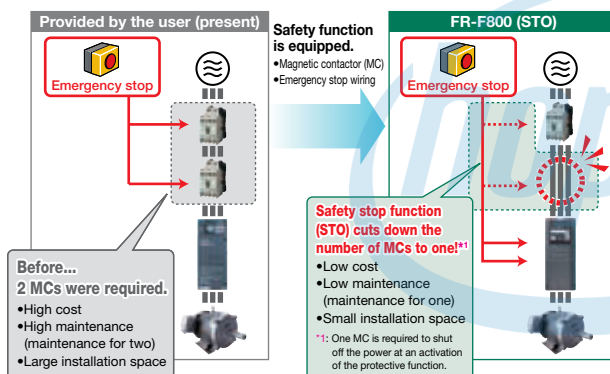 Provided by the user (present)
Emergency stop
Before...
2 MCs were required.
•High cost
•High maintenance
(maintenance for two)
•Large installation space
Safety function
is equipped.
•Magnetic contactor (MC)
•Emergency stop wiring
FR-F800 (STO)
Emergency stop
Safety stop function
(STO) cuts down the
number of MCs to one!*1
•Low cost
•Low maintenance
(maintenance for one)
•Small installation space
*1: One MC is required to shut
off the power at an activation
of the protective function.